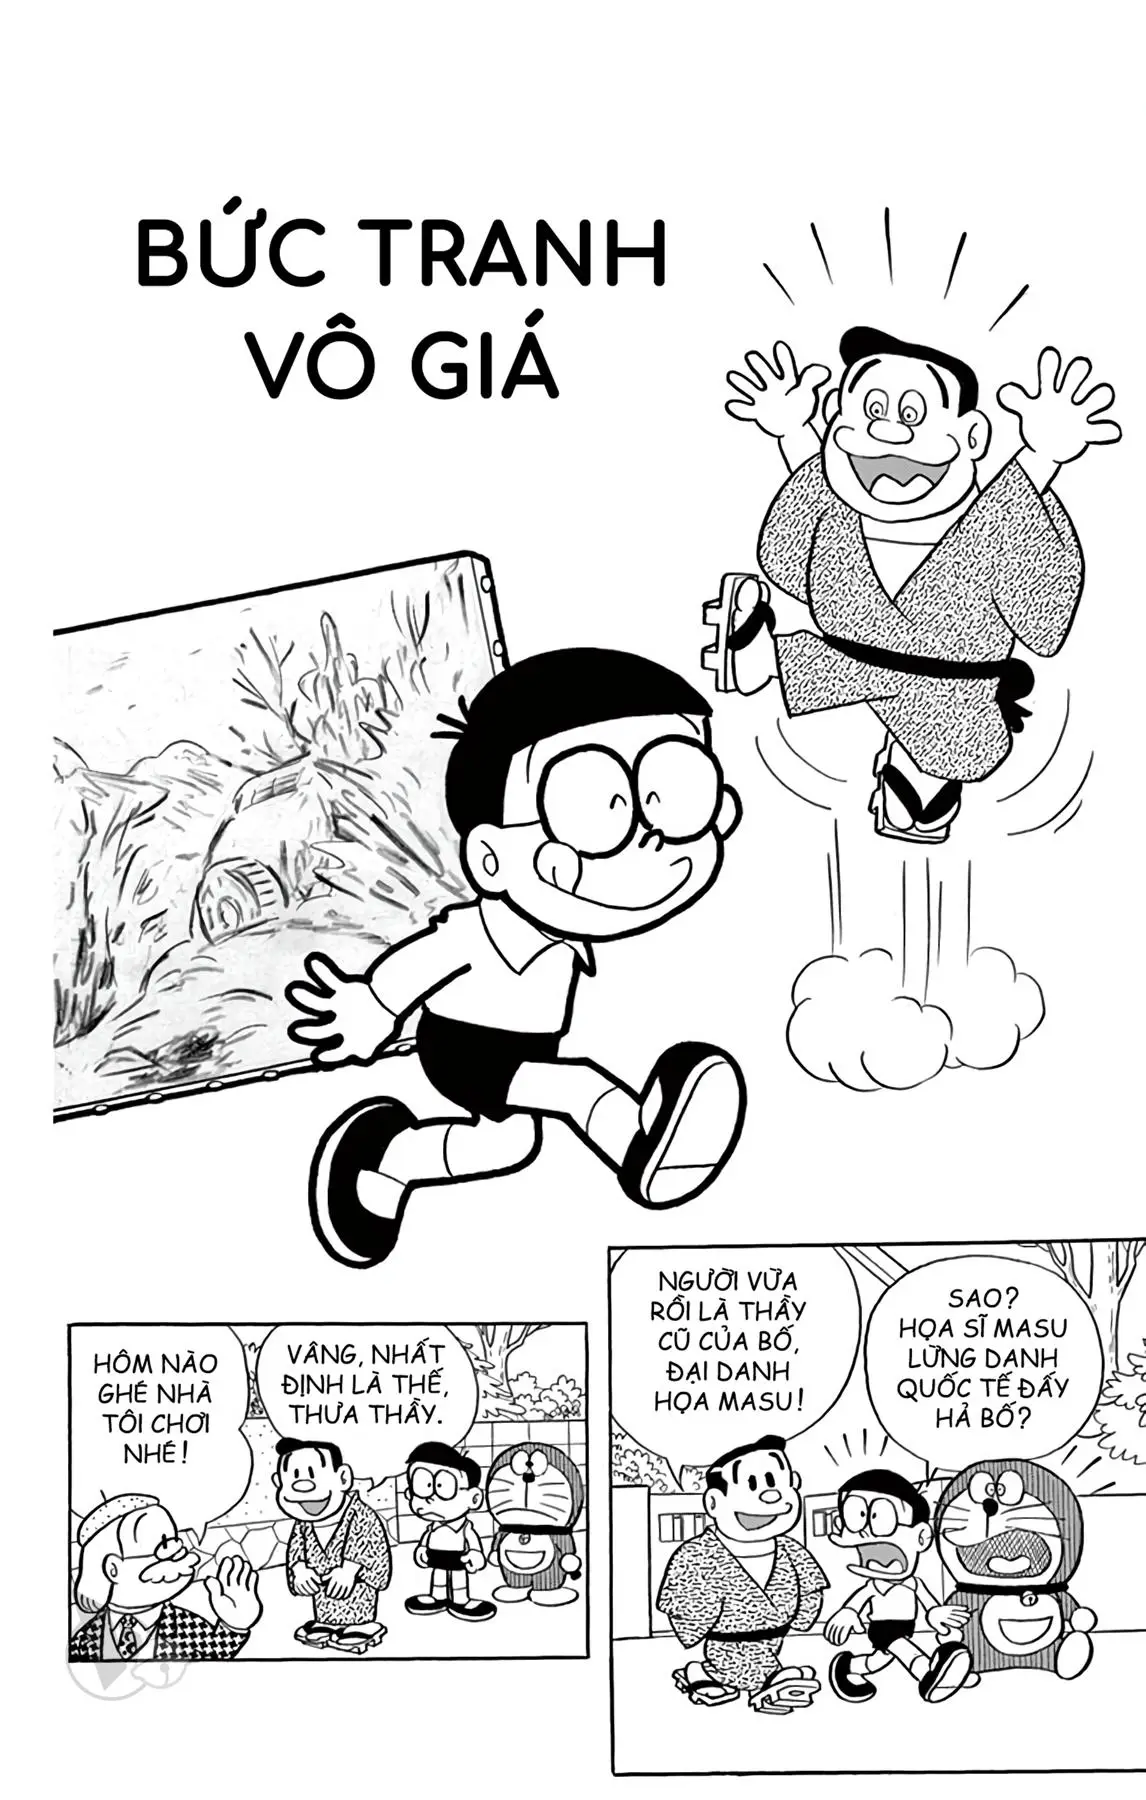 BỨC TRANH
VÔ GIÁ
HÔM NÀO
GHÉ NHÀ
TÔI CHƠI
NHÉ!
VÂNG, NHẤT
ĐỊNH LÀ THẾ,
THƯA THẦY.
NGƯỜI VỪA
RỒI LÀ THẦY
CŨ CỦA BỐ,
ĐẠI DANH
HỌA MASU!
SAO?
HỌA SĨ MASU
LỪNG DANH
QUỐC TẾ ĐẤY
HẢ BỐ?